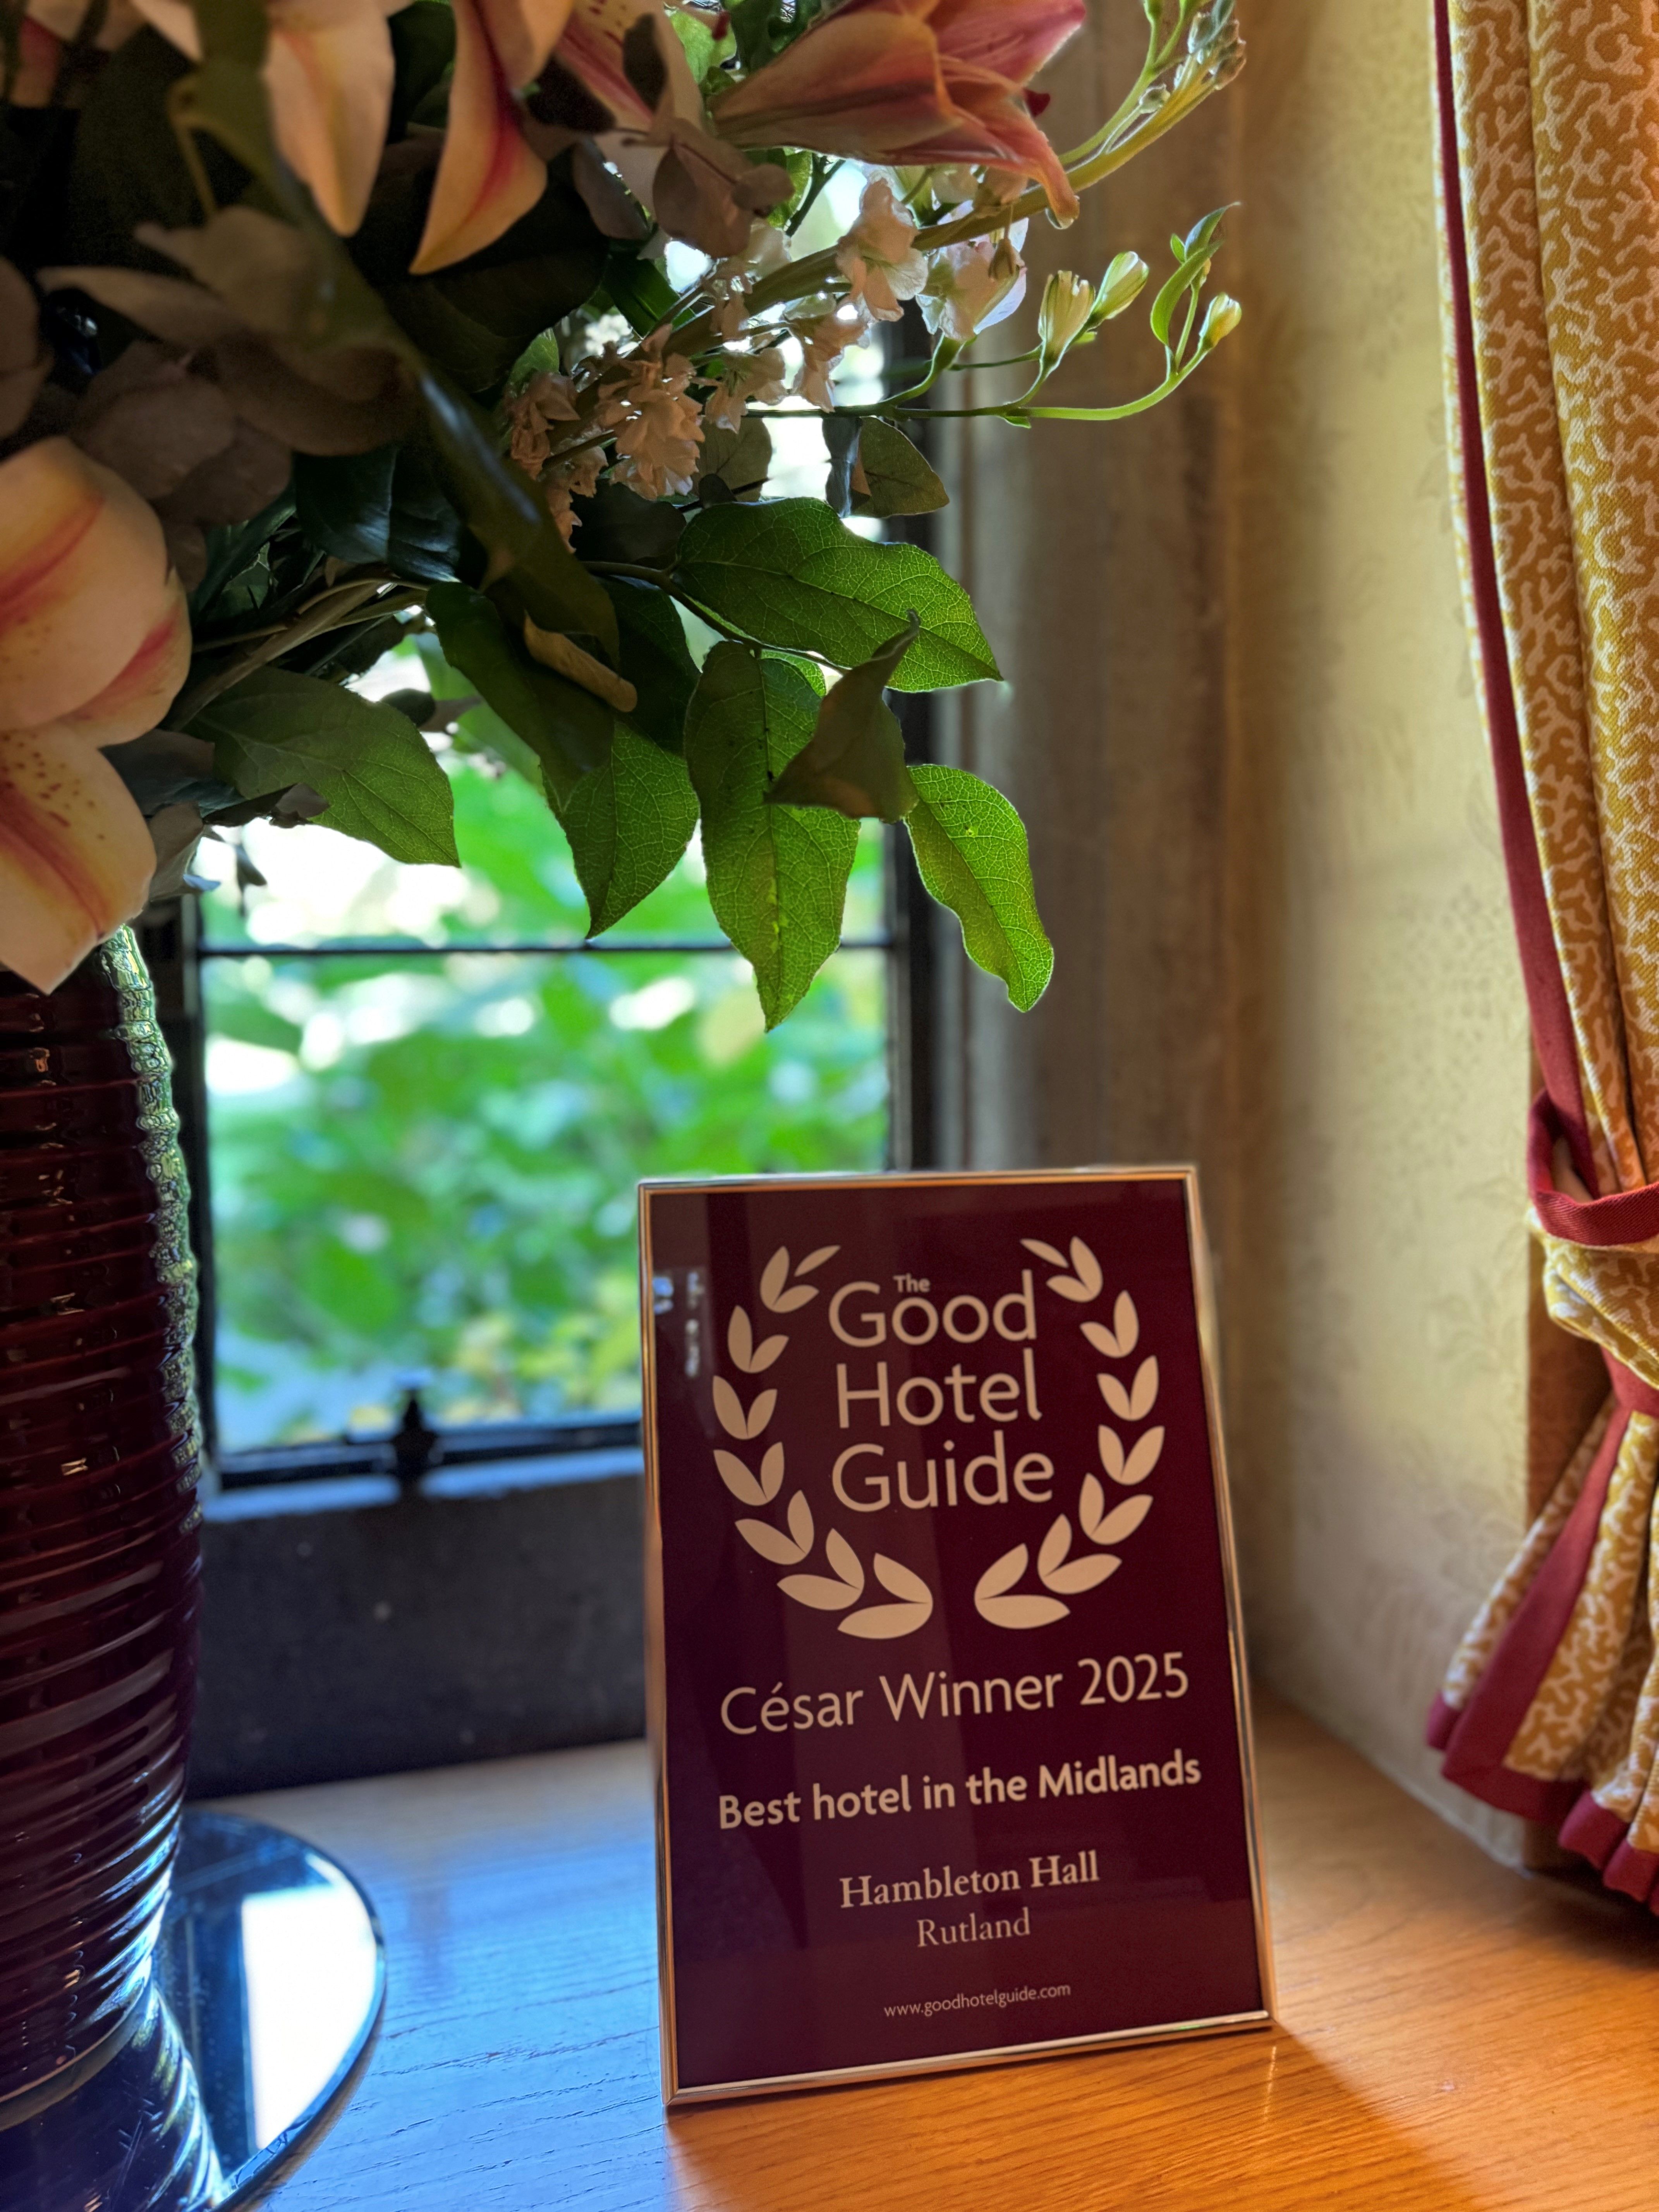 The
Good
Hotel
Guide
César Winner 2025
Best hotel in the Midlands
Hambleton Hall
Rutland
www.goodhotelguide.com